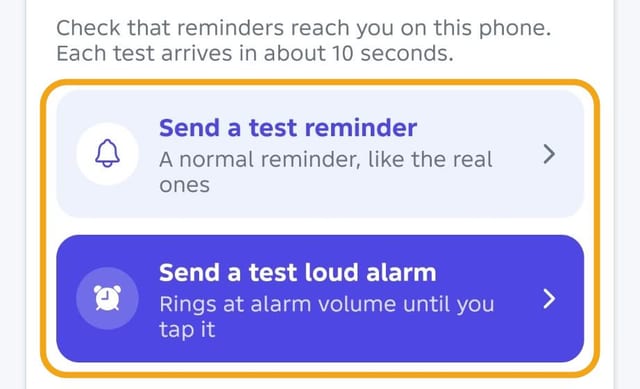 Check that reminders reach you on this phone.
Each test arrives in about 10 seconds.
Send a test reminder
A normal reminder, like the real
ones
Send a test loud alarm
Rings at alarm volume until you
tap it